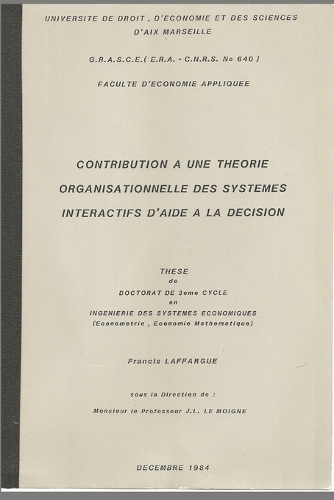 UNIVERSITE DE DROIT, D'ECONOMIE ET DES SCIENCES
D'AIX MARSEILLE
G.R.A.S.C.E.( E.R.A. - C.N.R.S. No 640 )
FACULTE D'ECONOMIE APPLIQUEE
CONTRIBUTION A UNE THEORIE
ORGANISATIONNELLE DES SYSTEMES
INTERACTIFS D'AIDE A LA DECISION
THESE
de
DOCTORAT DE 3eme CYCLE
en
INGENIERIE DES SYSTEMES ECONOMIQUES
(Econometrie , Economie Mathematique)
Francis LAFFARGUE
sous la Direction de :
Monsieur le Professeur J.L. LE MOIGNE
DECEMBRE 1984